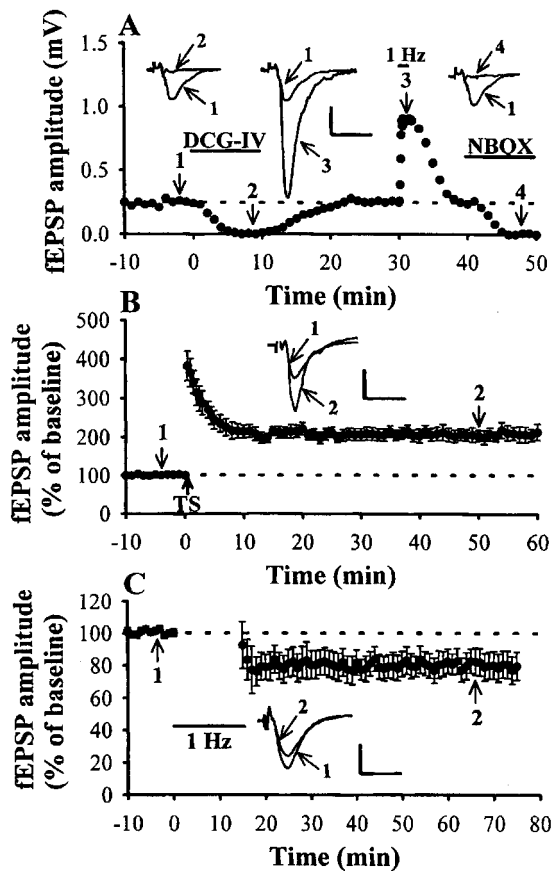 A
fEPSP amplitude (mV)
1.5
1.0
0.5
0.0
2
1
1
3
1 Hz
3
4
1
DCG-IV
NBQX
1
2
4
-10 0 10 20 30 40 50
Time (min)
B
fEPSP amplitude
(% of baseline)
500
400
300
200
100
0
1
2
1
2
TS
-10 0 10 20 30 40 50 60
Time (min)
C
fEPSP amplitude
(% of baseline)
120
100
80
60
40
20
0
1
2
1 Hz
2
1
-10 0 10 20 30 40 50 60 70 80
Time (min)